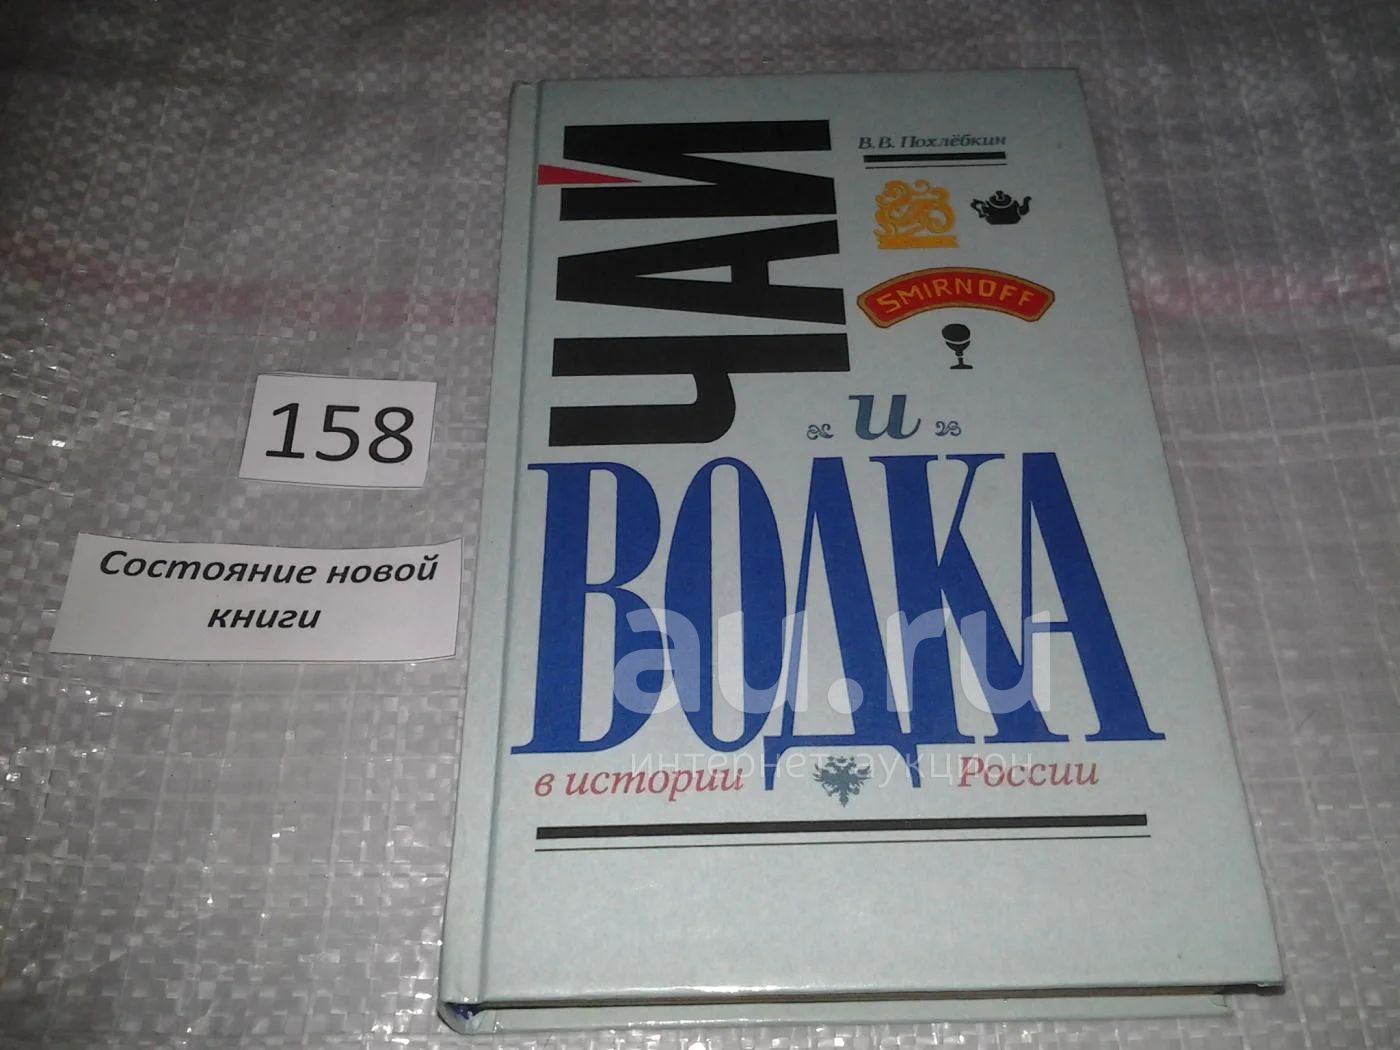 В. В. Похлёбкин
ЧАЙ
SMIRNOFF
и
ВОДКА
в истории России
158
Состояние новой
книги
au.ru
интернет-аукцион